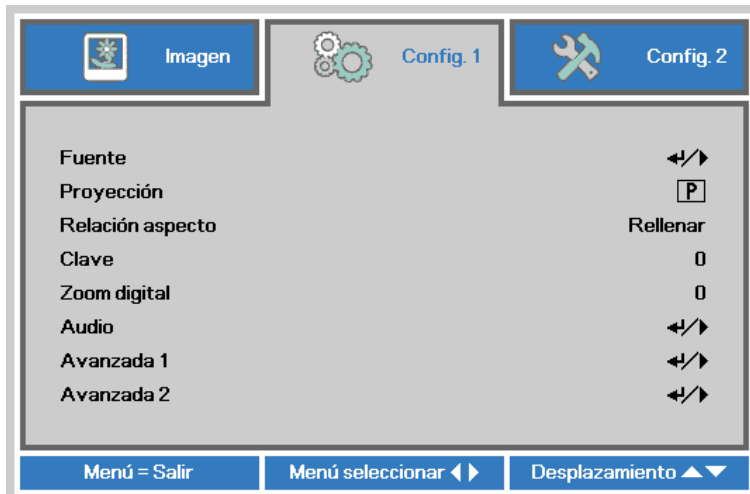 Imagen Config. 1 Config. 2
Fuente
Proyección P
Relación aspecto Rellenar
Clave 0
Zoom digital 0
Audio
Avanzada 1
Avanzada 2
Menú = Salir Menú seleccionar Desplazamiento